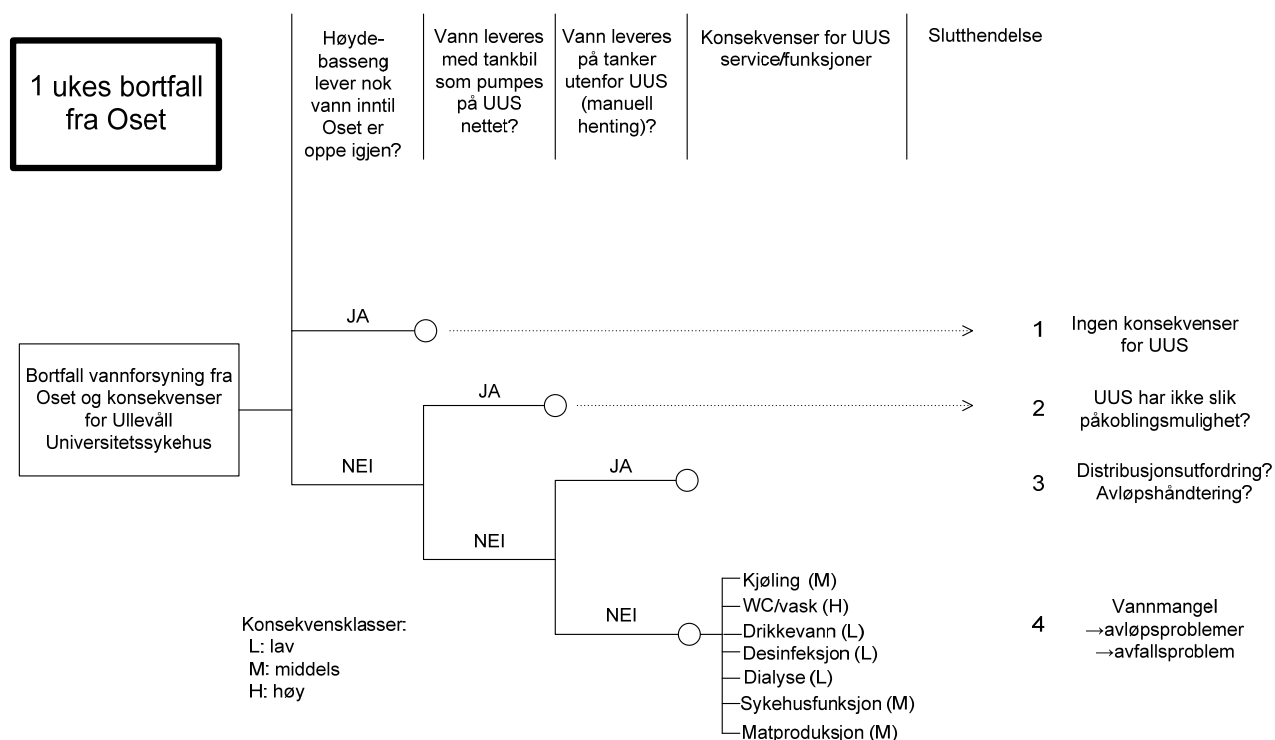 1 ukes bortfall
fra Oset
Høyde-
basseng
lever nok
vann inntil
Oset er
oppe igjen?
Vann leveres
med tankbil
som pumpes
på UUS
nettet?
Vann leveres
på tanker
utenfor UUS
(manuell
henting)?
Konsekvenser for UUS
service/funksjoner
Slutthendelse
JA
1
Ingen konsekvenser
for UUS
Bortfall vannforsyning fra
Oset og konsekvenser
for Ullevåll
Universitetssykehus
JA
2
UUS har ikke slik
påkoblingsmulighet?
NEI
JA
3
Distribusjonsutfordring?
Avløpshåndtering?
NEI
NEI
Kjøling (M)
WC/vask (H)
Drikkevann (L)
Desinfeksjon (L)
Dialyse (L)
Sykehusfunksjon (M)
Matproduksjon (M)
4
Vannmangel
→avløpsproblemer
→avfallsproblem
Konsekvensklasser:
L: lav
M: middels
H: høy